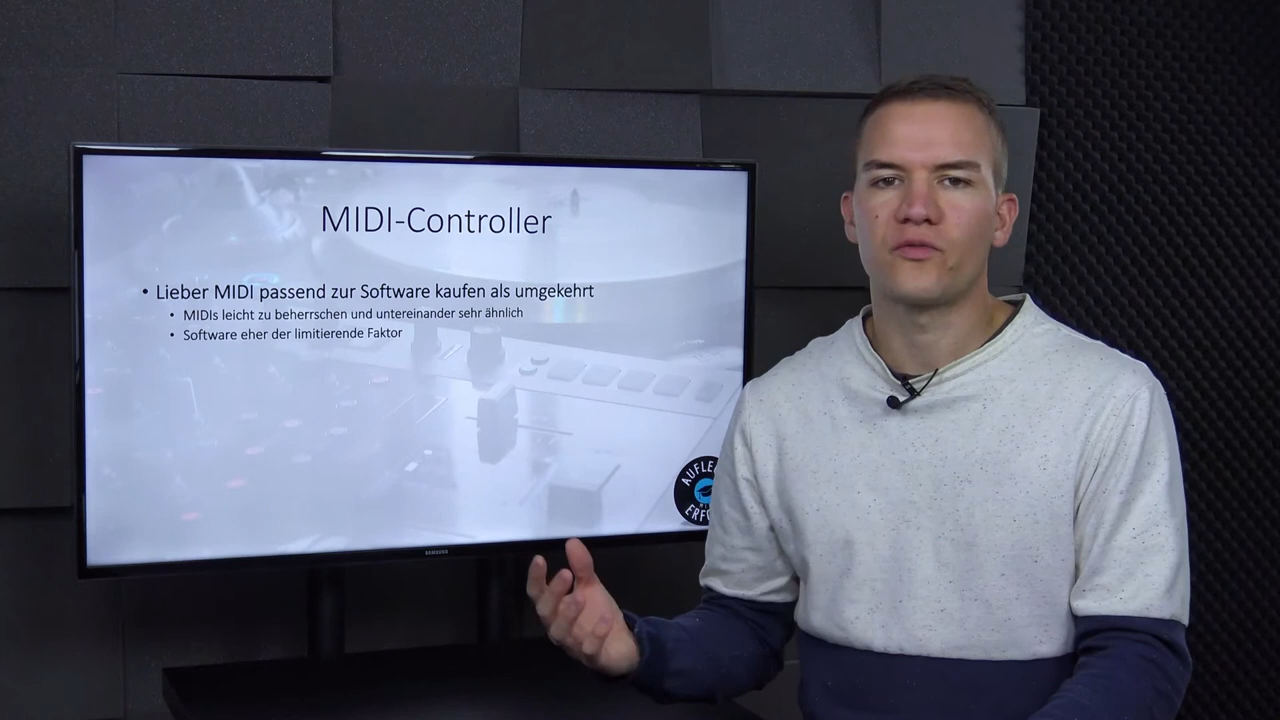 MIDI-Controller
• Lieber MIDI passend zur Software kaufen als umgekehrt
• MIDIs leicht zu beherrschen und untereinander sehr ähnlich
• Software eher der limitierende Faktor
SAMSUNG